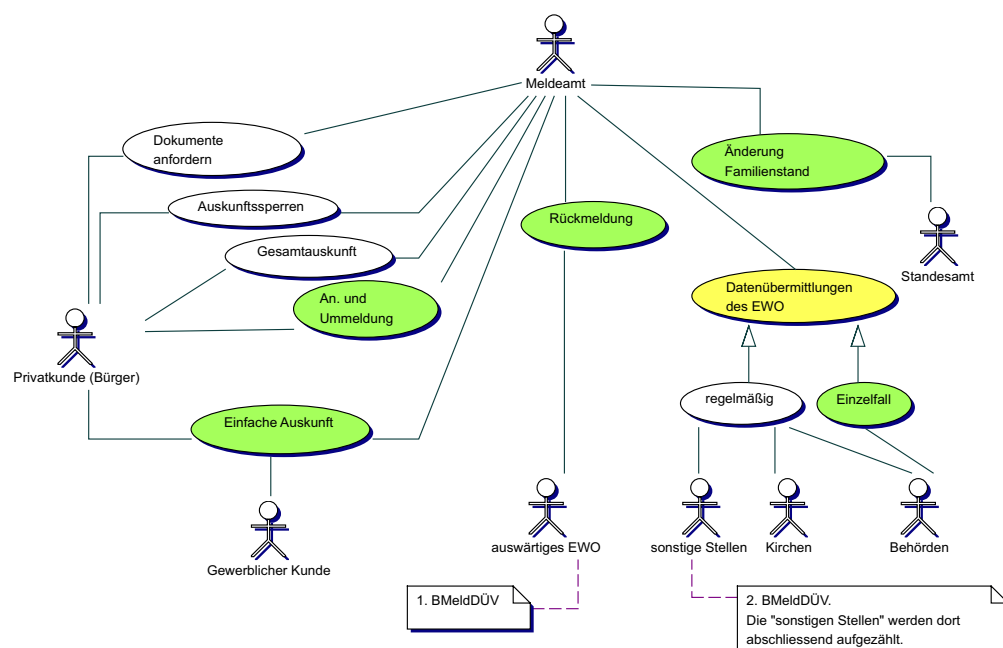 Meldeamt
Dokumente
anfordern
Änderung
Familienstand
Auskunftssperren
Rückmeldung
Gesamtauskunft
Standesamt
An. und
Ummeldung
Datenübermittlungen
des EWO
Privatkunde (Bürger)
regelmäßig
Einzelfall
Einfache Auskunft
auswärtiges EWO
sonstige Stellen
Kirchen
Behörden
Gewerblicher Kunde
1. BMeldDÜV
2. BMeldDÜV.
Die "sonstigen Stellen" werden dort
abschliessend aufgezählt.